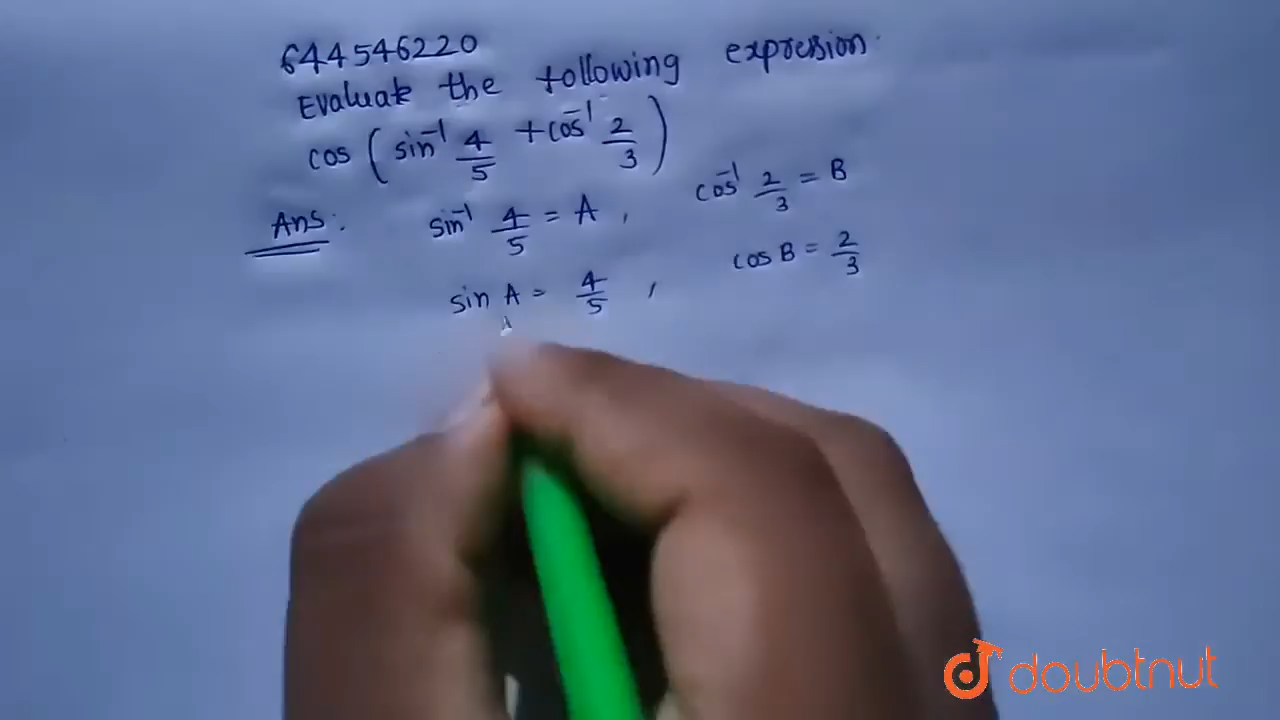 644546220
Evaluate the following expression.
cos (sin⁻¹ 4/5 + cos⁻¹ 2/3)
Ans: sin⁻¹ 4/5 = A, cos⁻¹ 2/3 = B
sin A = 4/5, cos B = 2/3
doubtnut